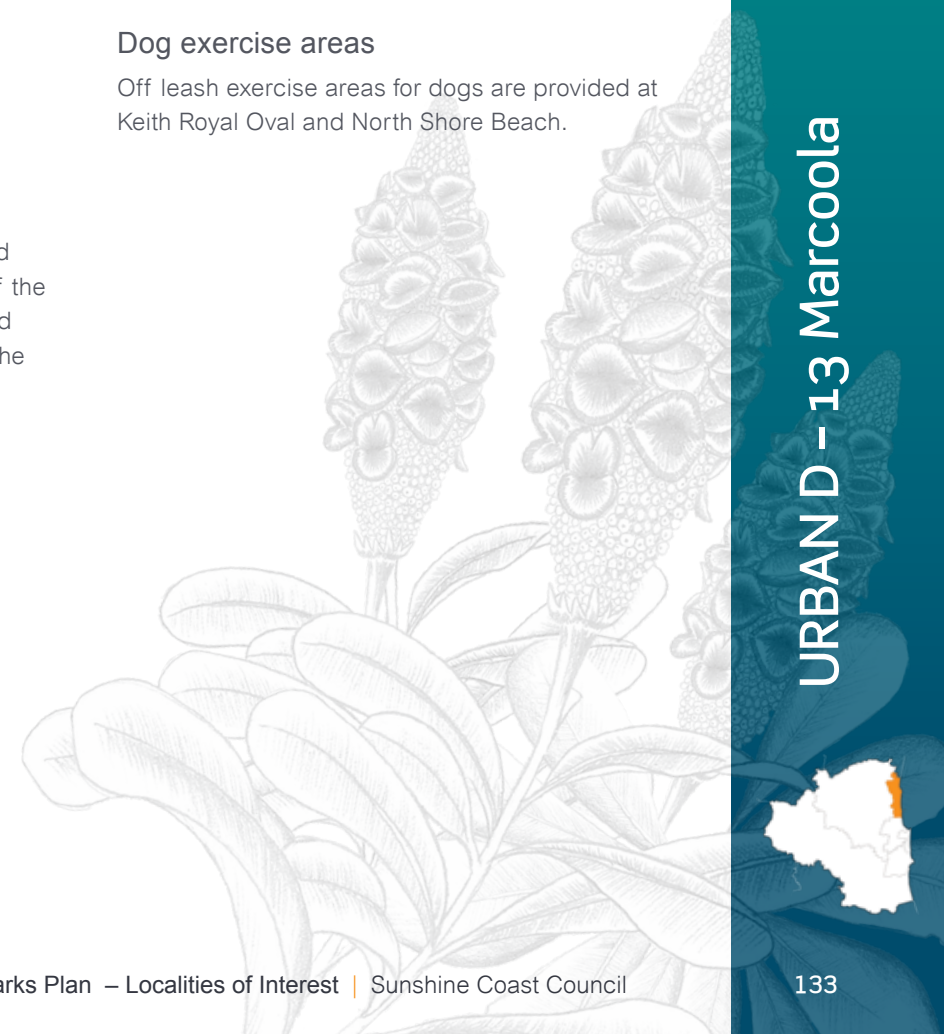 Dog exercise areas
Off leash exercise areas for dogs are provided at
Keith Royal Oval and North Shore Beach.
the
URBAN D - 13 Marcoola
Plan – Localities of Interest | Sunshine Coast Council
133